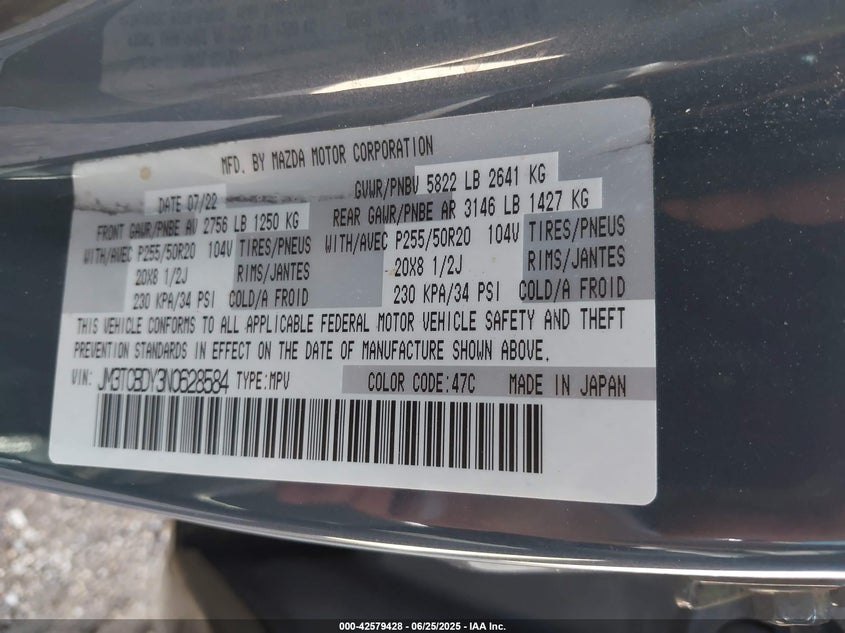 MFD. BY MAZDA MOTOR CORPORATION
DATE 07/22 GVWR/PNBV 5822 LB 2641 KG
FRONT GAWR/PNBE AV 2756 LB 1250 KG REAR GAWR/PNBE AR 3146 LB 1427 KG
WITH/AVEC P255/50R20 104V TIRES/PNEUS WITH/AVEC P255/50R20 104V TIRES/PNEUS
20X8 1/2J RIMS/JANTES 20X8 1/2J RIMS/JANTES
230 KPA/34 PSI COLD/A FROID 230 KPA/34 PSI COLD/A FROID
THIS VEHICLE CONFORMS TO ALL APPLICABLE FEDERAL MOTOR VEHICLE SAFETY AND THEFT
PREVENTION STANDARDS IN EFFECT ON THE DATE OF MANUFACTURE SHOWN ABOVE.
VIN: JM3TCBDY3N0628584 TYPE:MPV COLOR CODE:47C MADE IN JAPAN
000-42579428 - 06/25/2025 - IAA Inc.